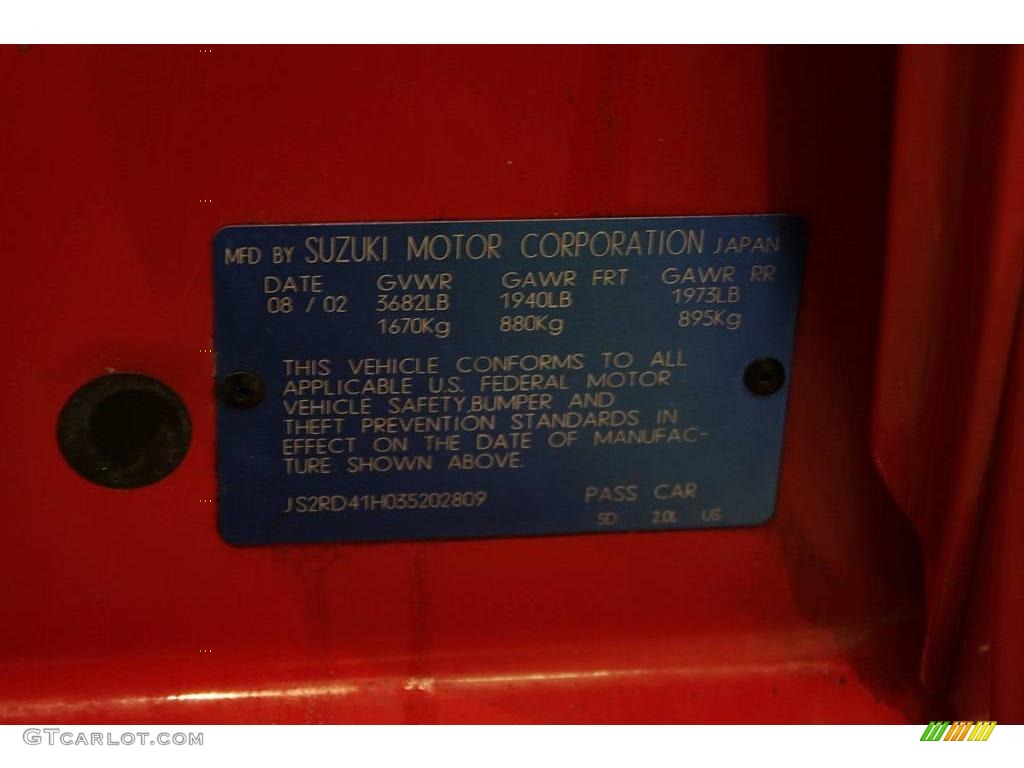 MFD BY SUZUKI MOTOR CORPORATION JAPAN
DATE GVWR GAWR FRT GAWR RR
08 / 02 3682LB 1940LB 1973LB
1670Kg 880Kg 895Kg
THIS VEHICLE CONFORMS TO ALL
APPLICABLE U.S. FEDERAL MOTOR
VEHICLE SAFETY,BUMPER AND
THEFT PREVENTION STANDARDS IN
EFFECT ON THE DATE OF MANUFAC-
TURE SHOWN ABOVE.
JS2RD41H035202809 PASS CAR
5D 2.0L US
GTCARLOT.COM